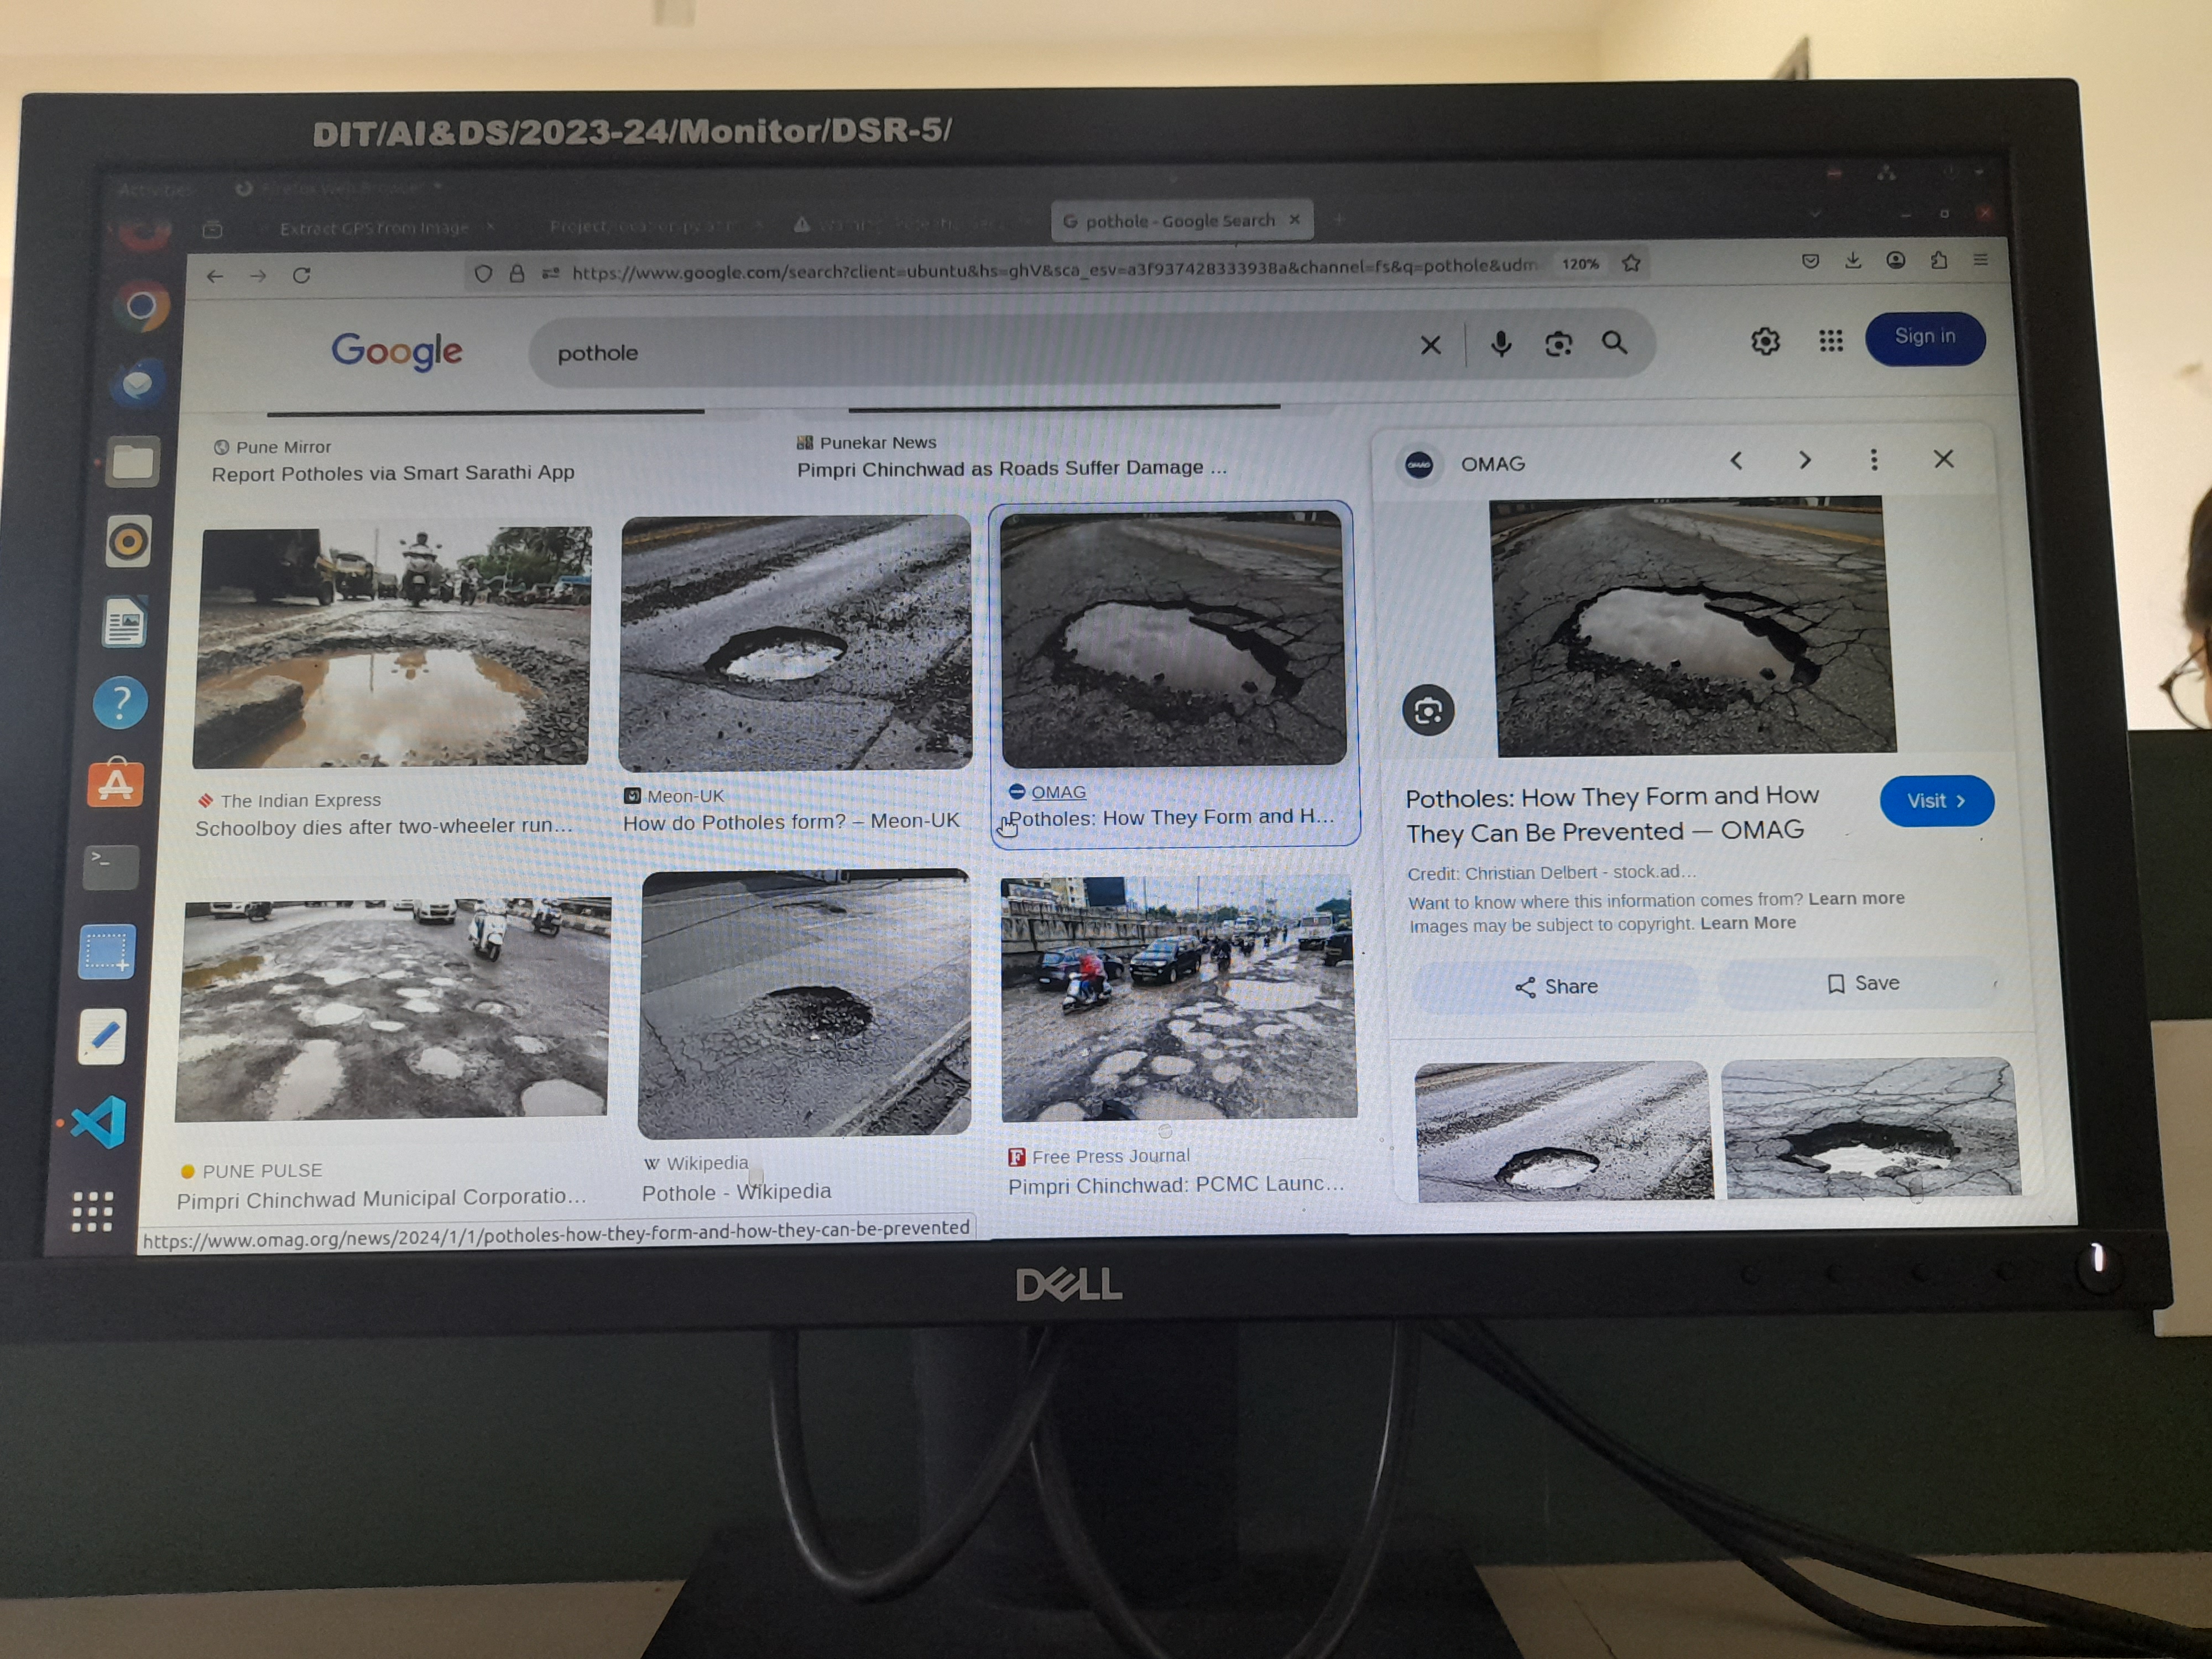 DIT/AI&DS/2023-24/Monitor/DSR-5/
Activities Firefox Web Browser
Extract GPS from Image
pothole - Google Search
https://www.google.com/search?client=ubuntu&hs=ghV&sca_esv=a3f937428333938a&channel=fs&q=pothole&udm
120%
Google
pothole
Sign in
Pune Mirror
Report Potholes via Smart Sarathi App
Punekar News
Pimpri Chinchwad as Roads Suffer Damage ...
OMAG
The Indian Express
Schoolboy dies after two-wheeler run...
Meon-UK
How do Potholes form? – Meon-UK
OMAG
Potholes: How They Form and H...
Potholes: How They Form and How
They Can Be Prevented — OMAG
Visit
Credit: Christian Delbert - stock.ad...
Want to know where this information comes from? Learn more
Images may be subject to copyright. Learn More
Share
Save
PUNE PULSE
Pimpri Chinchwad Municipal Corporatio...
W Wikipedia
Pothole - Wikipedia
Free Press Journal
Pimpri Chinchwad: PCMC Launc...
https://www.omag.org/news/2024/1/1/potholes-how-they-form-and-how-they-can-be-prevented
DELL